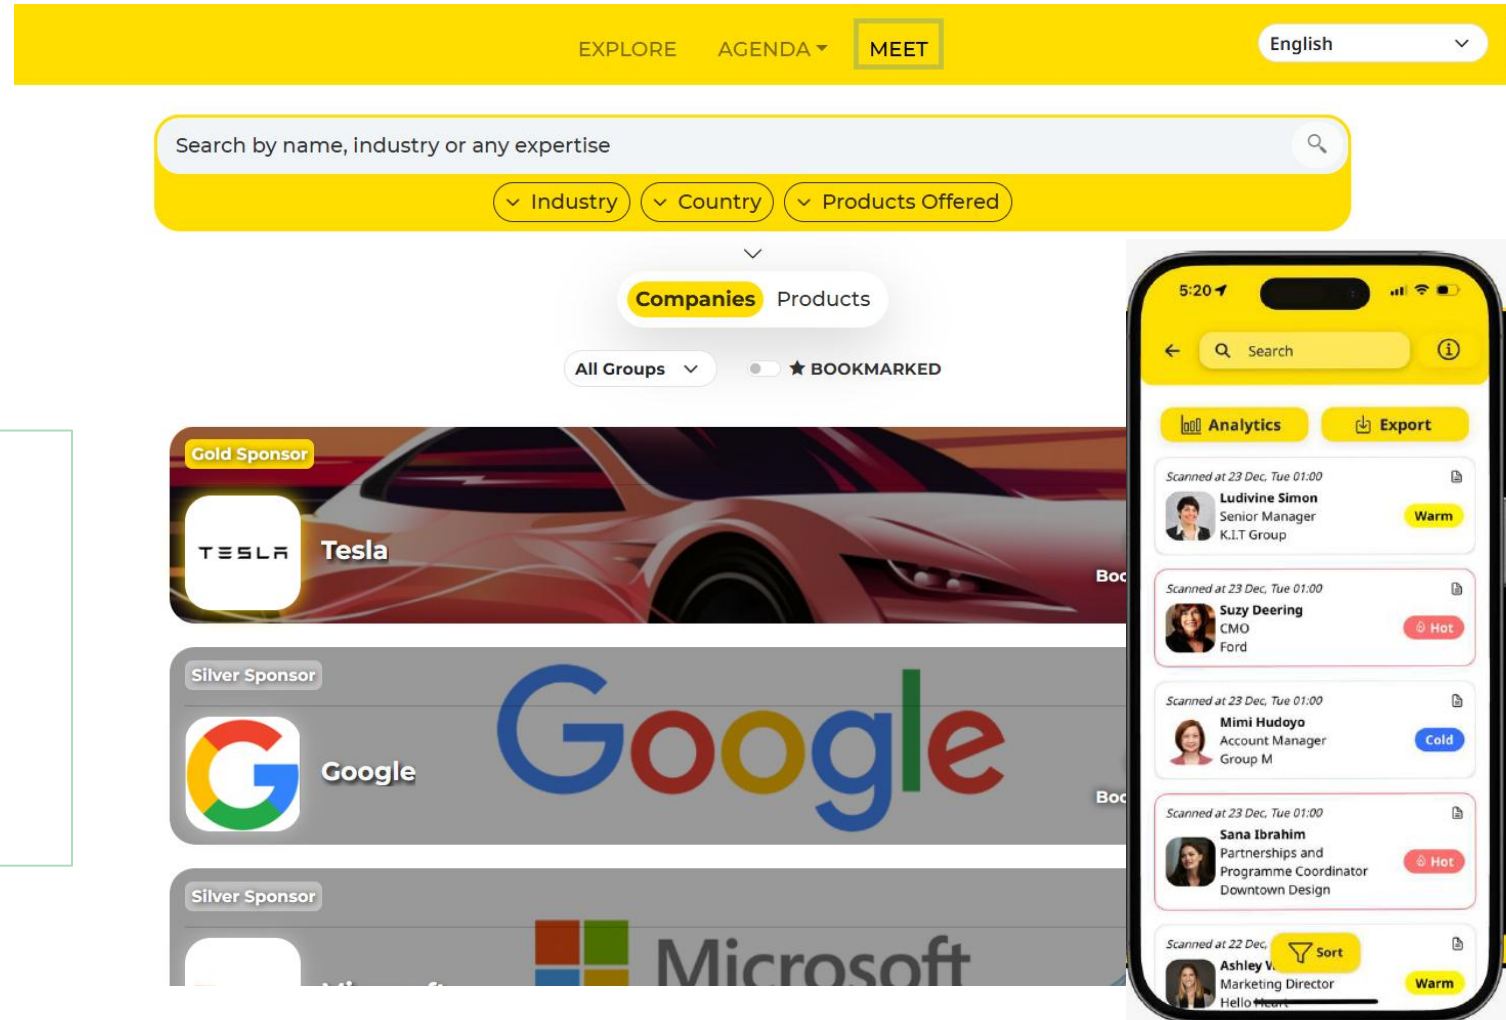 EXPLORE AGENDA MEET
English
Search by name, industry or any expertise
Industry Country Products Offered
Companies Products
All Groups ★ BOOKMARKED
Gold Sponsor
TESLA
Tesla
Silver Sponsor
Google
Google
Silver Sponsor
Microsoft
5:20
Search
Analytics Export
Scanned at 23 Dec, Tue 01:00
Ludivine Simon
Senior Manager
K.I.T Group
Warm
Scanned at 23 Dec, Tue 01:00
Suzy Deering
CMO
Ford
Hot
Scanned at 23 Dec, Tue 01:00
Mimi Hudoyo
Account Manager
Group M
Cold
Scanned at 23 Dec, Tue 01:00
Sana Ibrahim
Partnerships and
Programme Coordinator
Downtown Design
Hot
Scanned at 22 Dec,
Sort
Ashley
Marketing Director
Hello Heart
Warm